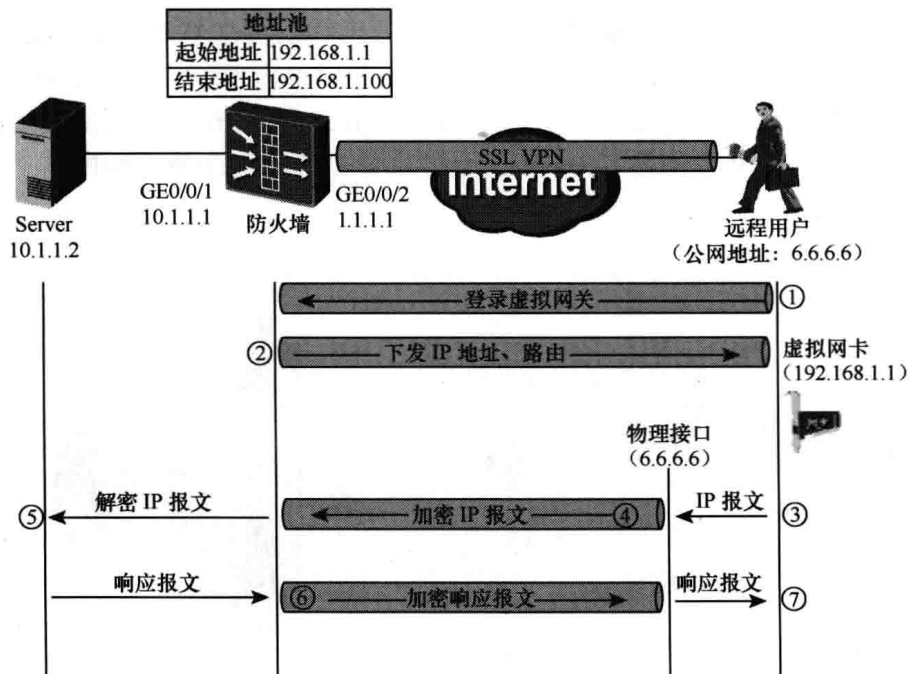 地址池
起始地址 192.168.1.1
结束地址 192.168.1.100
SSL VPN
Internet
GE0/0/1
10.1.1.1
防火墙
GE0/0/2
1.1.1.1
Server
10.1.1.2
远程用户
（公网地址：6.6.6.6）
登录虚拟网关
①
②
下发 IP 地址、路由
虚拟网卡
（192.168.1.1）
物理接口
（6.6.6.6）
⑤
解密 IP 报文
加密 IP 报文
④
IP 报文
③
响应报文
⑥
加密响应报文
响应报文
⑦